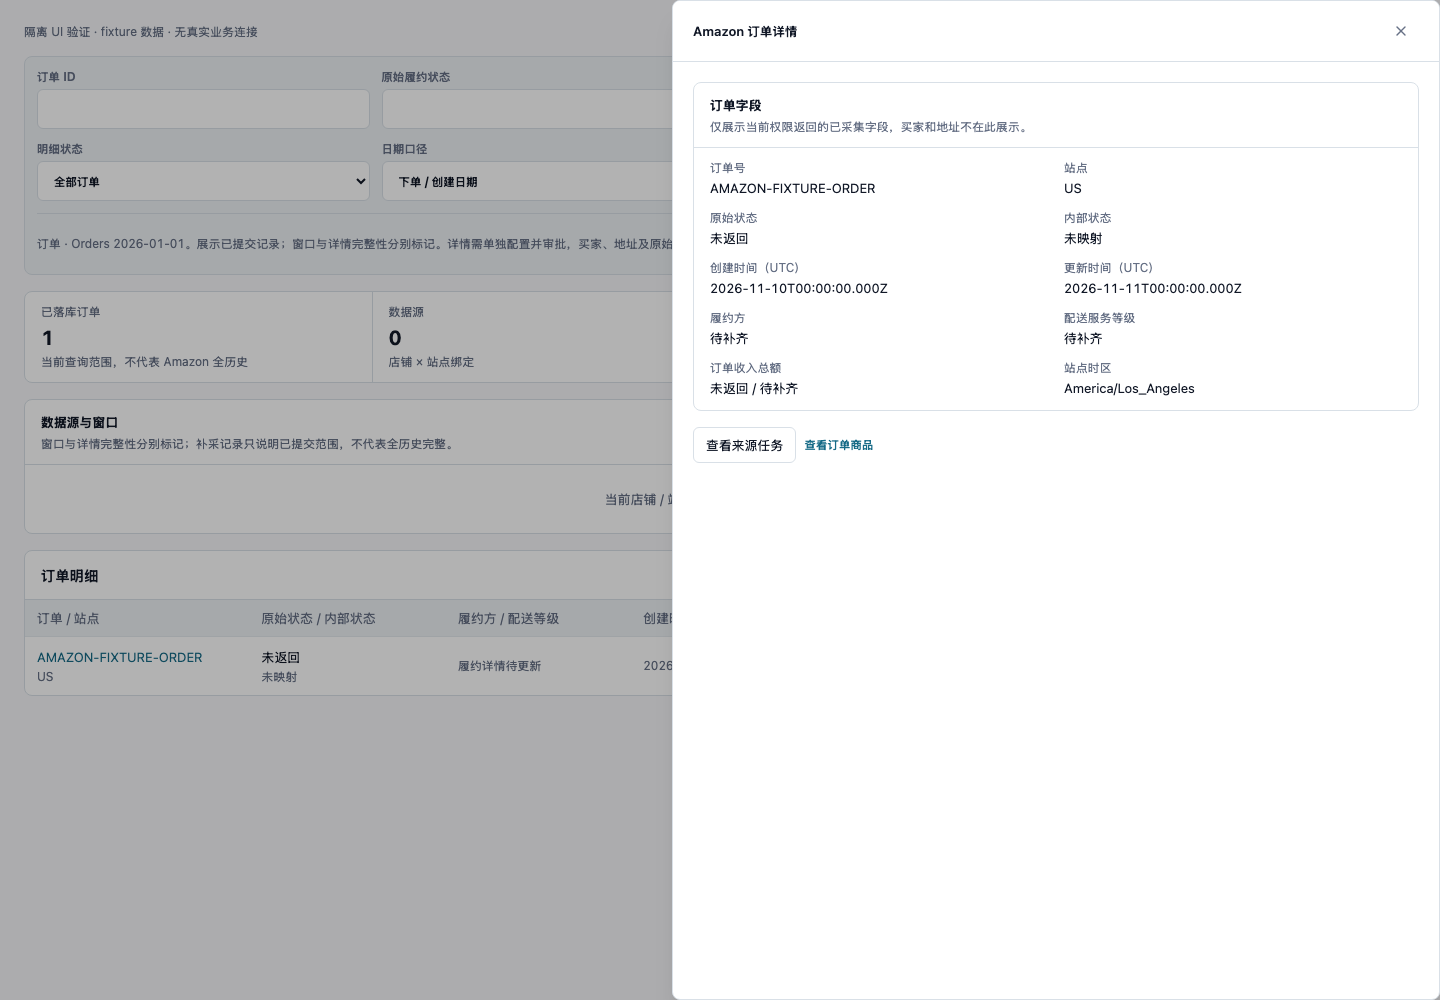 隔离 UI 验证 · fixture 数据 · 无真实业务连接
订单 ID
原始履约状态
明细状态
日期口径
全部订单
下单 / 创建日期
订单 · Orders 2026-01-01。展示已提交记录；窗口与详情完整性分别标记。详情需单独配置并审批，买家、地址及原始
已落库订单
数据源
1
0
当前查询范围，不代表 Amazon 全历史
店铺 × 站点绑定
数据源与窗口
窗口与详情完整性分别标记；补采记录只说明已提交范围，不代表全历史完整。
当前店铺 /
订单明细
订单 / 站点
原始状态 / 内部状态
履约方 / 配送等级
创建
AMAZON-FIXTURE-ORDER
未返回
履约详情待更新
2026
US
未映射
Amazon 订单详情
订单字段
仅展示当前权限返回的已采集字段，买家和地址不在此展示。
订单号
站点
AMAZON-FIXTURE-ORDER
US
原始状态
内部状态
未返回
未映射
创建时间（UTC）
更新时间（UTC）
2026-11-10T00:00:00.000Z
2026-11-11T00:00:00.000Z
履约方
配送服务等级
待补齐
待补齐
订单收入总额
站点时区
未返回 / 待补齐
America/Los_Angeles
查看来源任务
查看订单商品